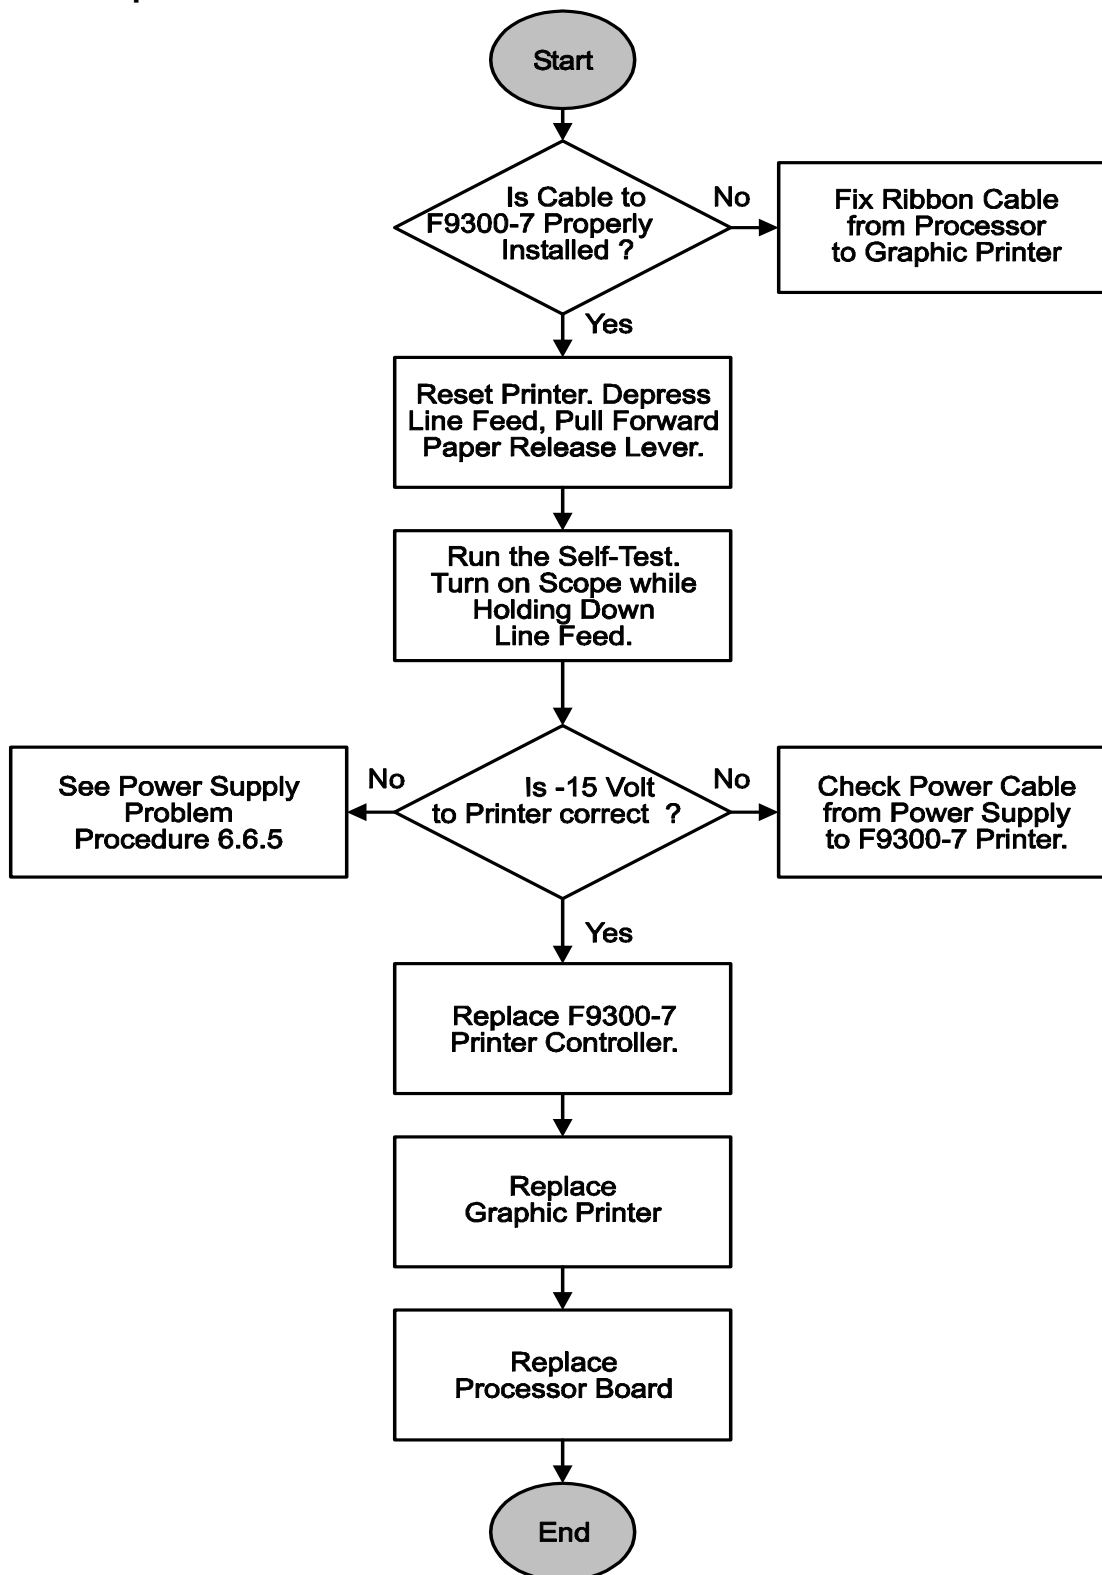 Start
Is Cable to
F9300-7 Properly
Installed ?
No
Fix Ribbon Cable
from Processor
to Graphic Printer
Yes
Reset Printer. Depress
Line Feed, Pull Forward
Paper Release Lever.
Run the Self-Test.
Turn on Scope while
Holding Down
Line Feed.
See Power Supply
Problem
Procedure 6.6.5
No
Is -15 Volt
to Printer correct ?
No
Check Power Cable
from Power Supply
to F9300-7 Printer.
Yes
Replace F9300-7
Printer Controller.
Replace
Graphic Printer
Replace
Processor Board
End